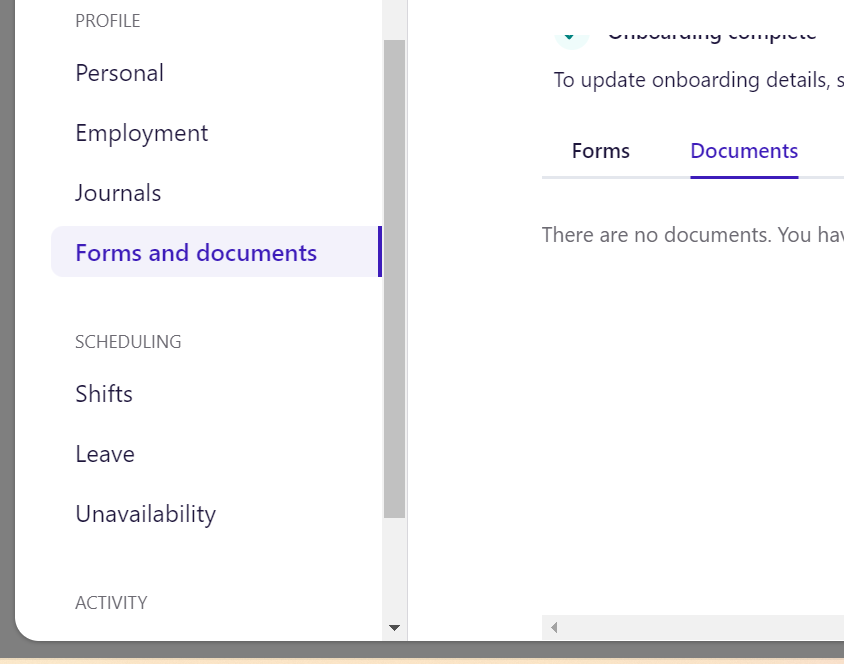 PROFILE
Personal
Employment
Journals
Forms and documents
SCHEDULING
Shifts
Leave
Unavailability
ACTIVITY
Onboarding complete
To update onboarding details, s
Forms
Documents
There are no documents. You hav